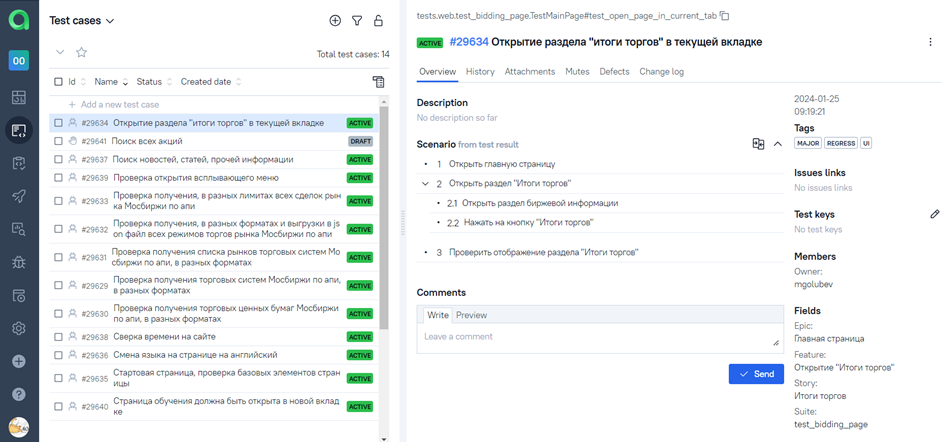 Test cases
OO
Total test cases: 14
Id Name Status Created date
Add a new test case
#29634 Открытие раздела "итоги торгов" в текущей вкладке ACTIVE
#29641 Поиск всех акций DRAFT
#29637 Поиск новостей, статей, прочей информации ACTIVE
#29639 Проверка открытия всплывающего меню ACTIVE
#29633 Проверка получения, в разных лимитах всех сделок рын
ка Мосбиржи по апи ACTIVE
#29632 Проверка получения, в разных форматах и выгрузки в js
on файл всех режимов торгов рынка Мосбиржи по апи ACTIVE
#29631 Проверка получения списка рынков торговых систем Мо
сбиржи по апи, в разных форматах ACTIVE
#29629 Проверка получения торговых систем Мосбиржи по апи,
в разных форматах ACTIVE
#29630 Проверка получения торговых ценных бумаг Мосбиржи
по апи, в разных форматах ACTIVE
#29638 Сверка времени на сайте ACTIVE
#29636 Смена языка на странице на английский ACTIVE
#29635 Стартовая страница, проверка базовых элементов стран
ицы ACTIVE
#29640 Страница обучения должна быть открыта в новой вклад
ке ACTIVE
tests.web.test_bidding_page.TestMainPage#test_open_page_in_current_tab
ACTIVE #29634 Открытие раздела "итоги торгов" в текущей вкладке
Overview History Attachments Mutes Defects Change log
Description
No description so far
Scenario from test result
1 Открыть главную страницу
2 Открыть раздел "Итоги торгов"
2.1 Открыть раздел биржевой информации
2.2 Нажать на кнопку "Итоги торгов"
3 Проверить отображение раздела "Итоги торгов"
Comments
Write Preview
Leave a comment
Send
2024-01-25
09:19:21
Tags
MAJOR REGRESS UI
Issues links
No issues links
Test keys
No test keys
Members
Owner:
mgolubev
Fields
Epic:
Главная страница
Feature:
Открытие "Итоги торгов"
Story:
Итоги торгов
Suite:
test_bidding_page